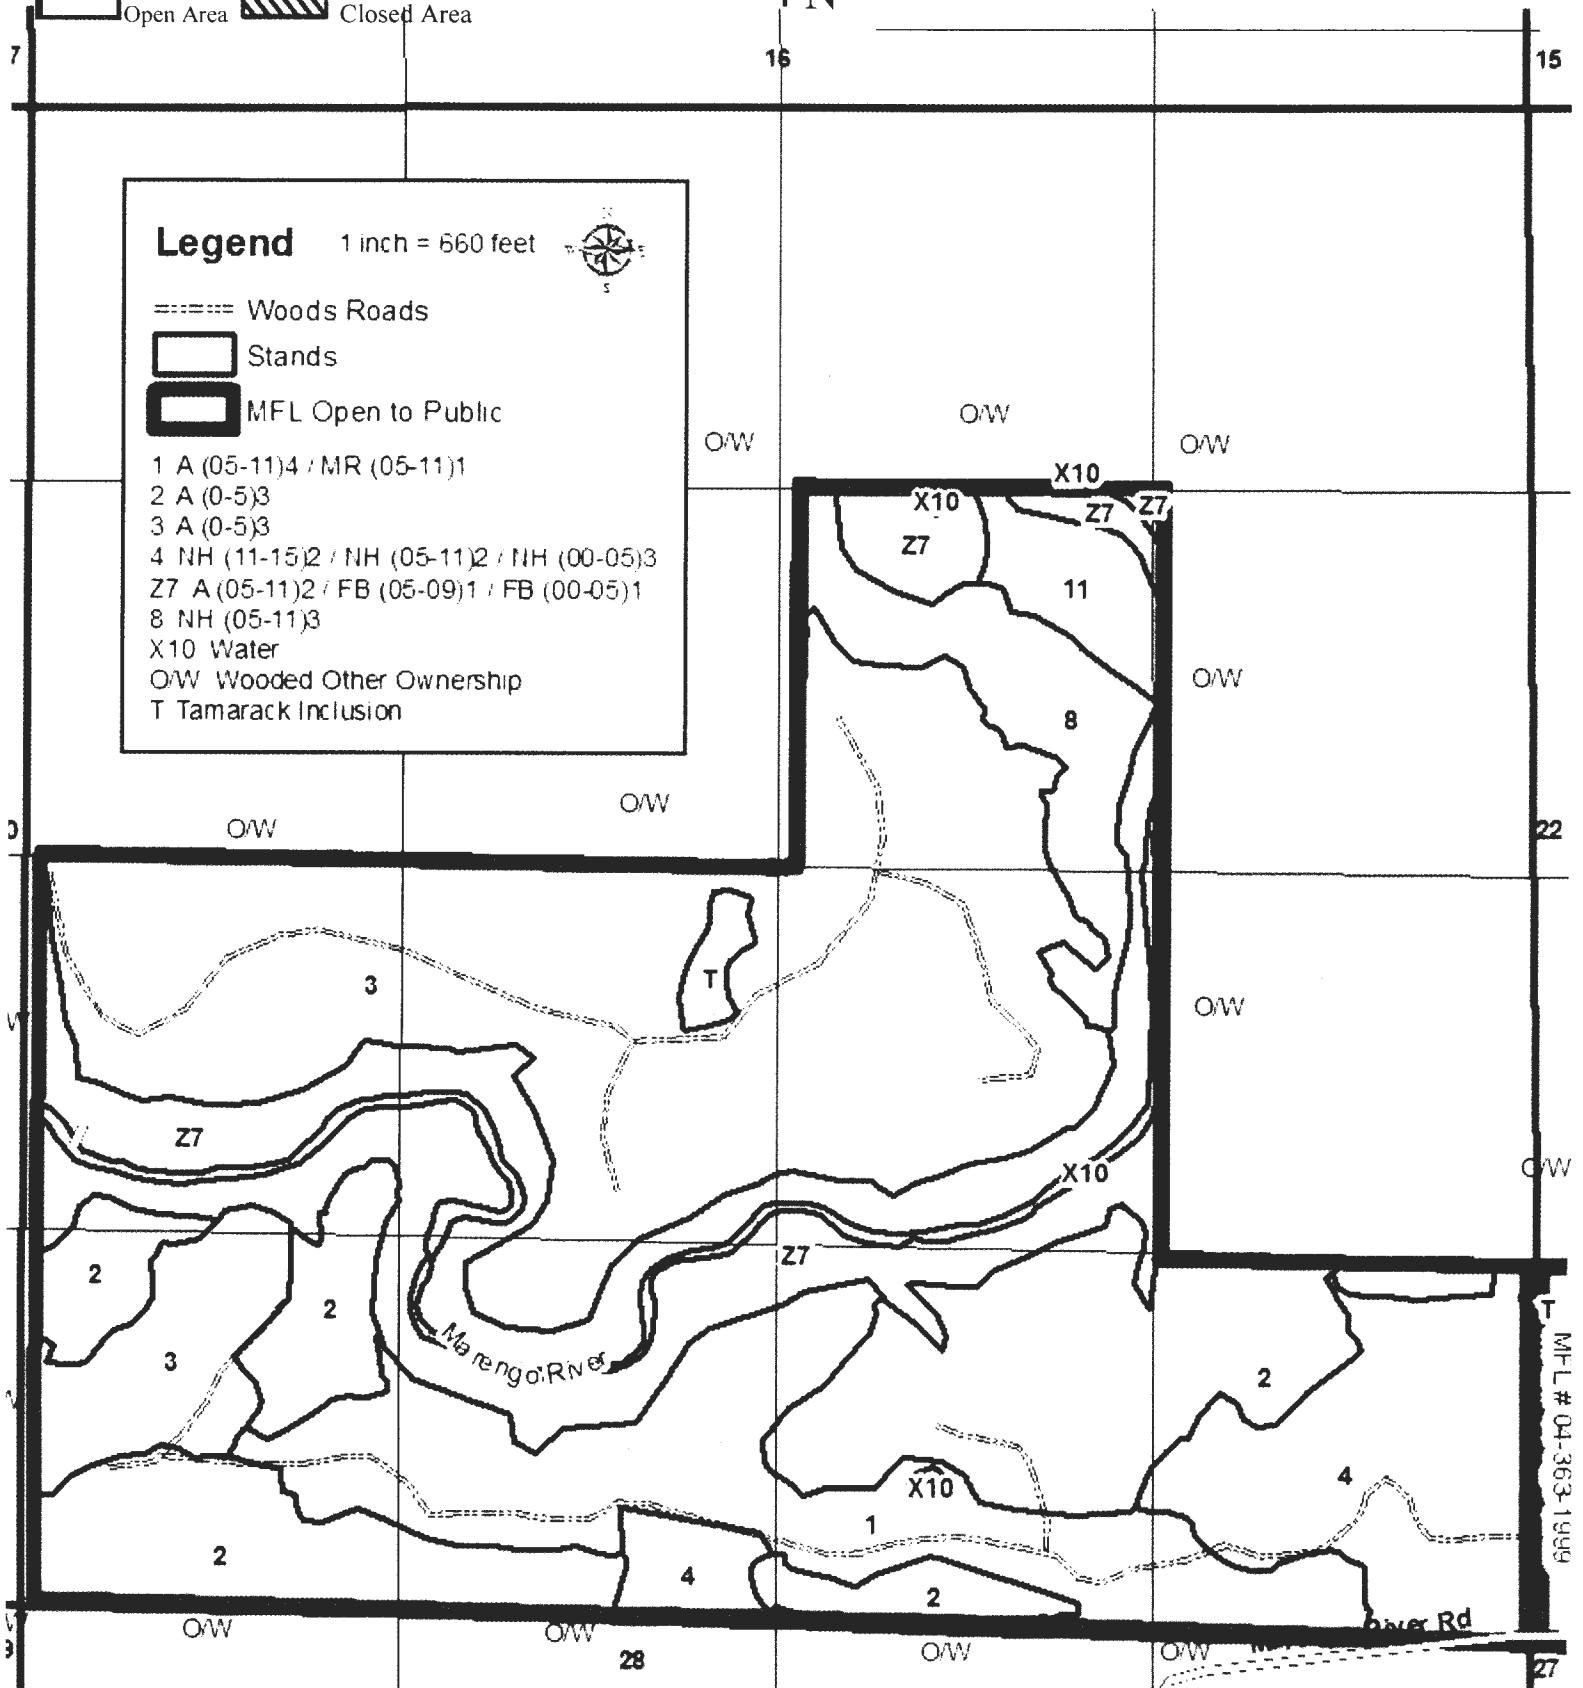 Open Area
Closed Area
N
7
16
15
Legend
1 inch = 660 feet
S
Woods Roads
Stands
MFL Open to Public
1 A (05-11)4 / MR (05-11)1
2 A (0-5)3
3 A (0-5)3
4 NH (11-15)2 / NH (05-11)2 / NH (00-05)3
Z7 A (05-11)2 / FB (05-09)1 / FB (00-05)1
8 NH (05-11)3
X10 Water
O/W Wooded Other Ownership
T Tamarack Inclusion
O/W
O/W
O/W
X10
X10
Z7
Z7
Z7
11
O/W
8
O/W
O/W
22
3
T
O/W
Z7
X10
O/W
Z7
2
2
3
Marengo River
2
T
MFL # 04-363-1999
4
X10
1
2
4
2
O/W
O/W
O/W
O/W
River Rd
28
27